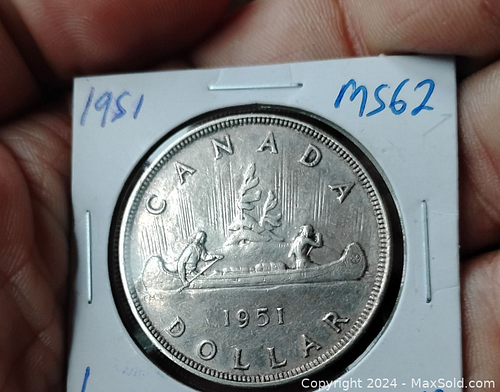 1951 MS62
CANADA
1951
DOLLAR
Copyright 2024 - MaxSold.com